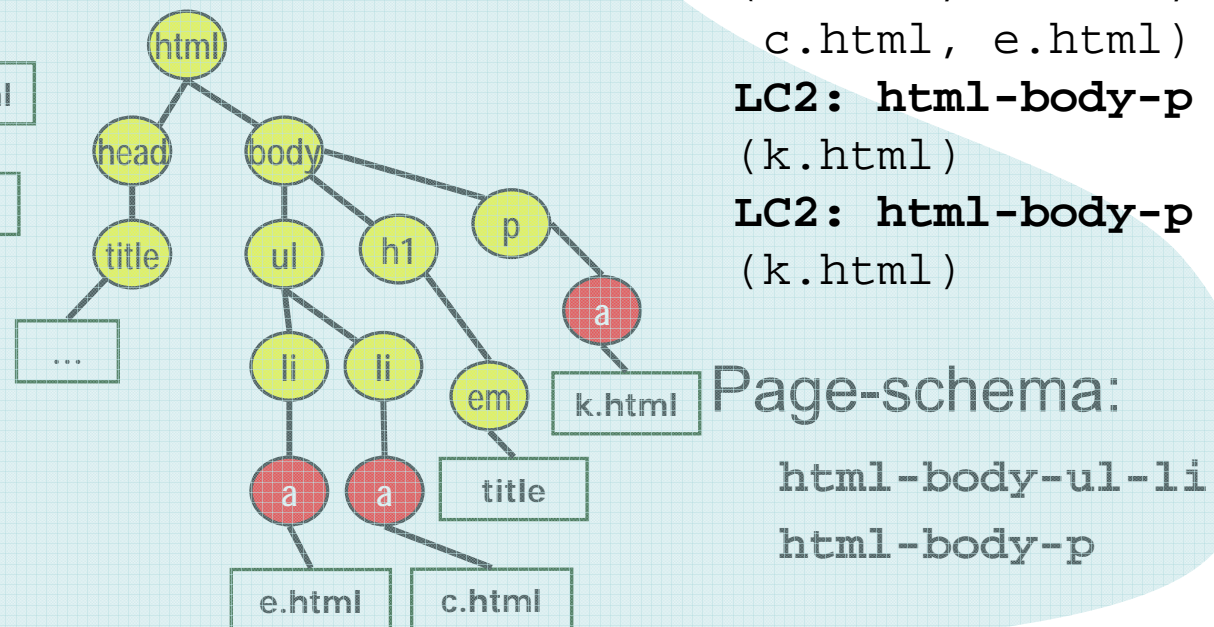 c.html, e.html)
LC2: html-body-p
(k.html)
LC2: html-body-p
(k.html)
html
head
body
title
ul
h1
p
a
...
li
li
em
k.html
Page-schema:
a
a
title
html-body-ul-li
html-body-p
e.html
c.html